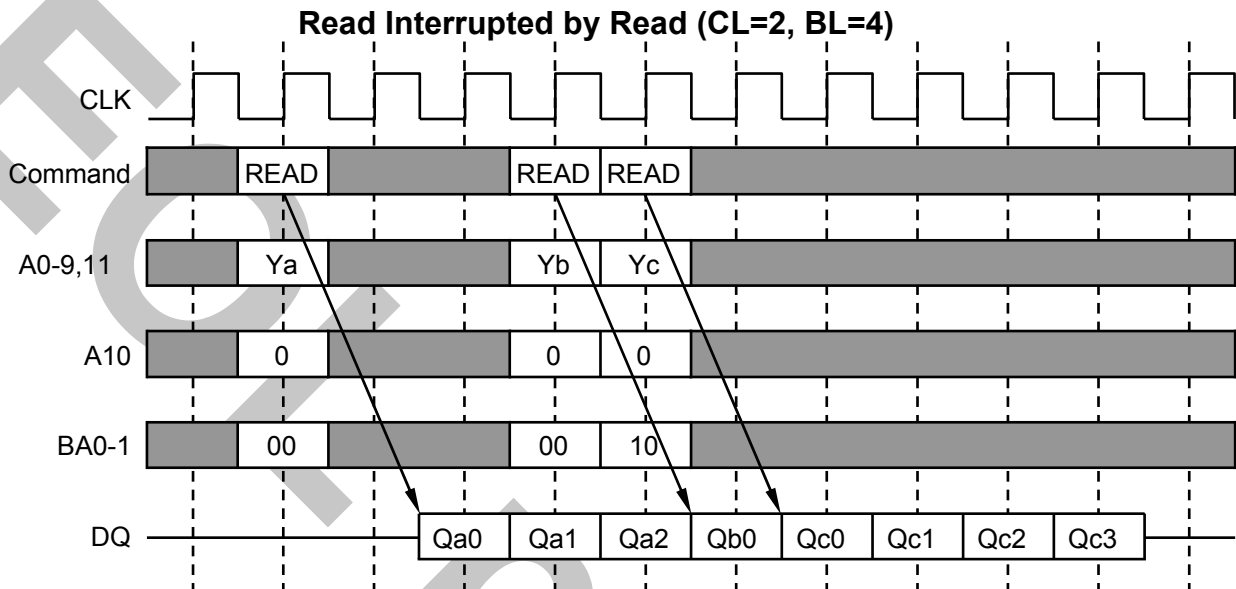 Read Interrupted by Read (CL=2, BL=4)
CLK
Command READ READ READ
A0-9,11 Ya Yb Yc
A10 0 0 0
BA0-1 00 00 10
DQ Qa0 Qa1 Qa2 Qb0 Qc0 Qc1 Qc2 Qc3